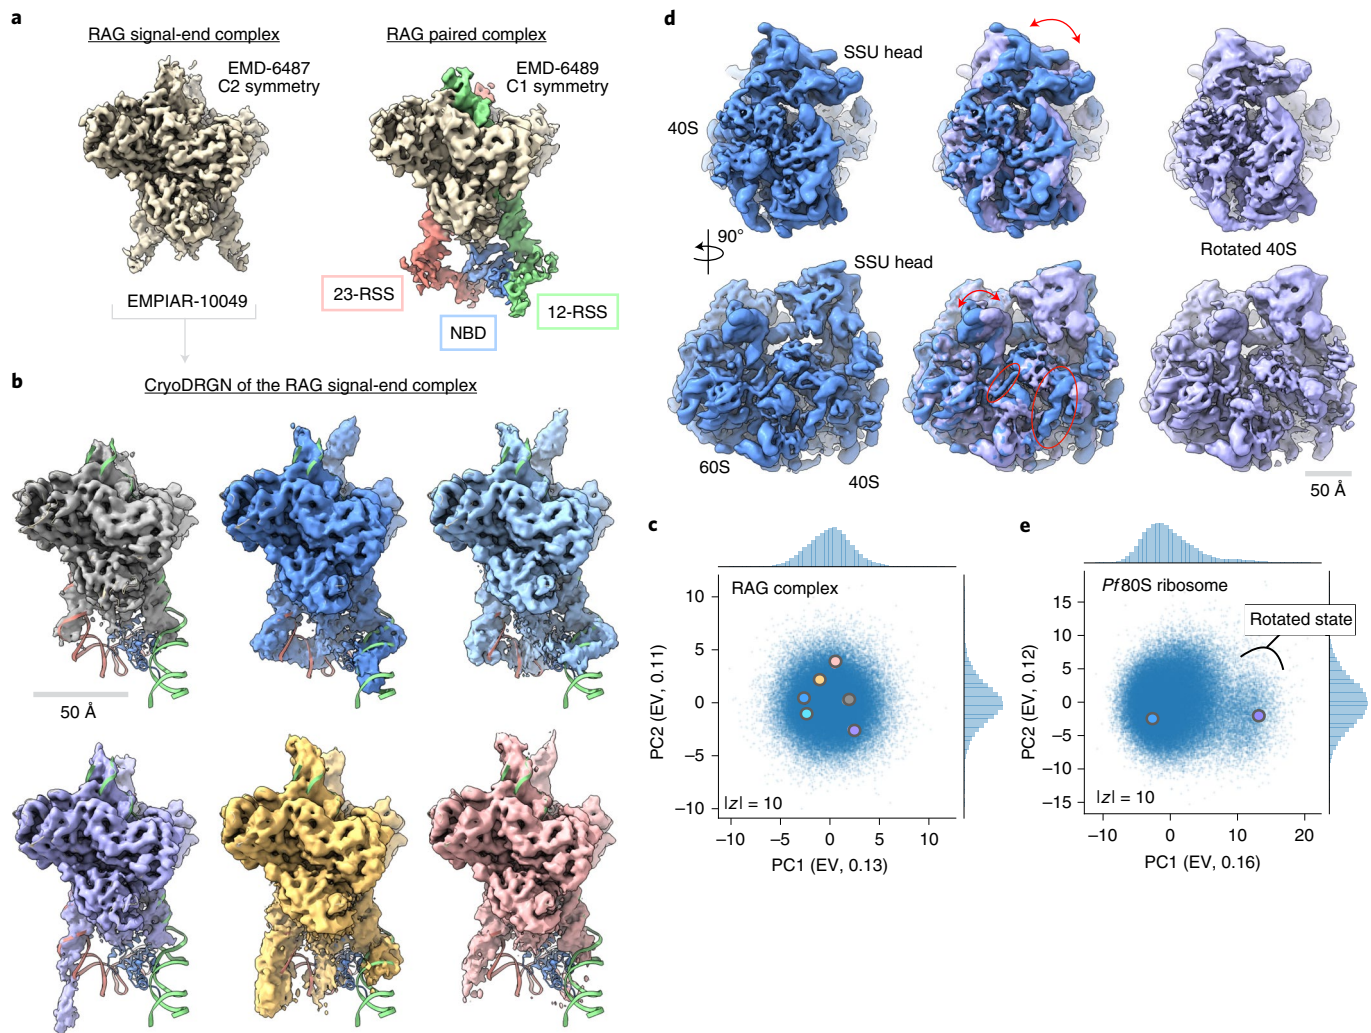 a
RAG signal-end complex
EMD-6487
C2 symmetry
RAG paired complex
EMD-6489
C1 symmetry
23-RSS
NBD
12-RSS
EMPIAR-10049
b
CryoDRGN of the RAG signal-end complex
50 Å
d
SSU head
40S
90°
Rotated 40S
SSU head
60S
40S
50 Å
c
RAG complex
10
5
0
−5
−10
PC2 (EV, 0.11)
|z| = 10
−10
−5
0
5
10
PC1 (EV, 0.13)
e
Pf80S ribosome
Rotated state
15
10
5
0
−5
−10
−15
PC2 (EV, 0.12)
|z| = 10
−10
0
10
20
PC1 (EV, 0.16)